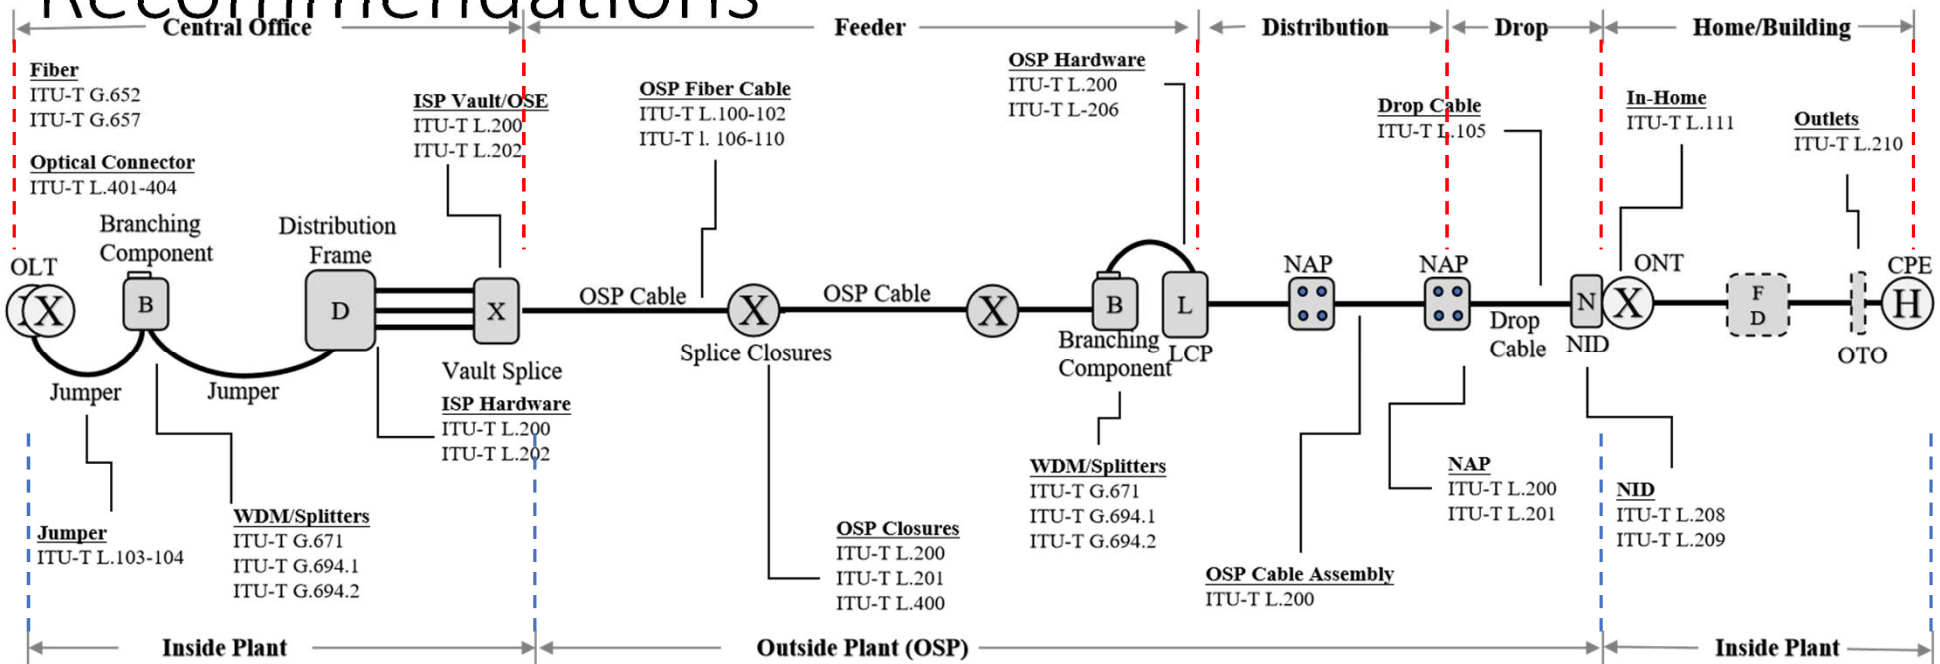 Recommendations
Central Office
Feeder
Distribution
Drop
Home/Building
Fiber
ITU-T G.652
ITU-T G.657
Optical Connector
ITU-T L.401-404
ISP Vault/OSE
ITU-T L.200
ITU-T L.202
OSP Fiber Cable
ITU-T L.100-102
ITU-T l. 106-110
OSP Hardware
ITU-T L.200
ITU-T L-206
Drop Cable
ITU-T L.105
In-Home
ITU-T L.111
Outlets
ITU-T L.210
OLT
X
Branching
Component
B
Distribution
Frame
D
X
Vault Splice
Jumper
Jumper
OSP Cable
X
Splice Closures
OSP Cable
X
B
Branching
Component
L
LCP
NAP
NAP
Drop
Cable
N
NID
X
ONT
F
D
OTO
CPE
H
ISP Hardware
ITU-T L.200
ITU-T L.202
Jumper
ITU-T L.103-104
WDM/Splitters
ITU-T G.671
ITU-T G.694.1
ITU-T G.694.2
OSP Closures
ITU-T L.200
ITU-T L.201
ITU-T L.400
WDM/Splitters
ITU-T G.671
ITU-T G.694.1
ITU-T G.694.2
OSP Cable Assembly
ITU-T L.200
NAP
ITU-T L.200
ITU-T L.201
NID
ITU-T L.208
ITU-T L.209
Inside Plant
Outside Plant (OSP)
Inside Plant